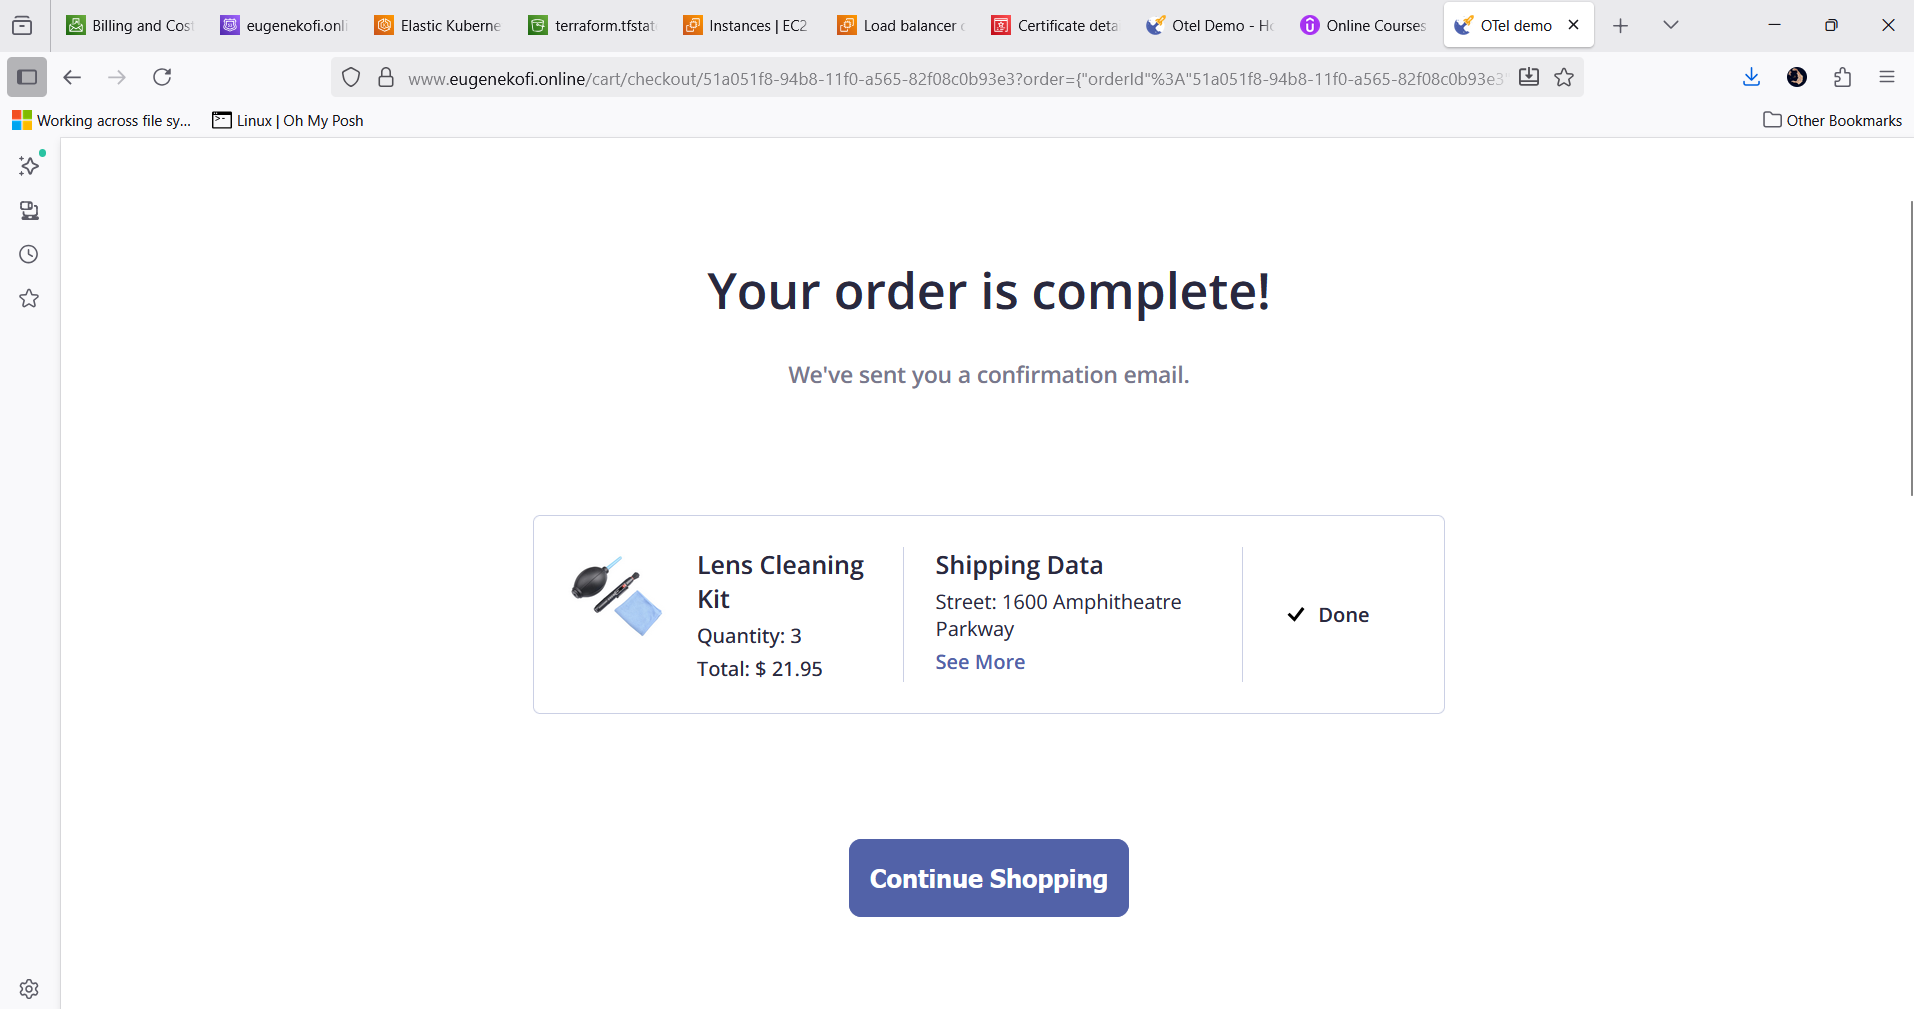 Billing and Cost
eugenekofi.onli
Elastic Kuberne
terraform.tfstat
Instances | EC2
Load balancer
Certificate deta
Otel Demo - Ho
Online Courses
OTel demo
www.eugenekofi.online/cart/checkout/51a051f8-94b8-11f0-a565-82f08c0b93e3?order={"orderId"%3A"51a051f8-94b8-11f0-a565-82f08c0b93e3"
Working across file sy...
Linux | Oh My Posh
Other Bookmarks
Your order is complete!
We've sent you a confirmation email.
Lens Cleaning
Kit
Quantity: 3
Total: $ 21.95
Shipping Data
Street: 1600 Amphitheatre
Parkway
See More
Done
Continue Shopping